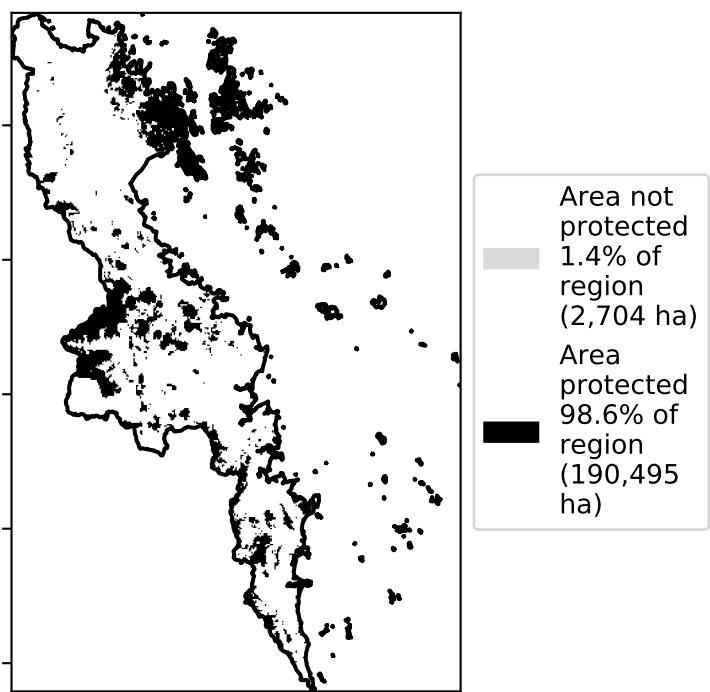 Area not
protected
1.4% of
region
(2,704 ha)
Area
protected
98.6% of
region
(190,495
ha)